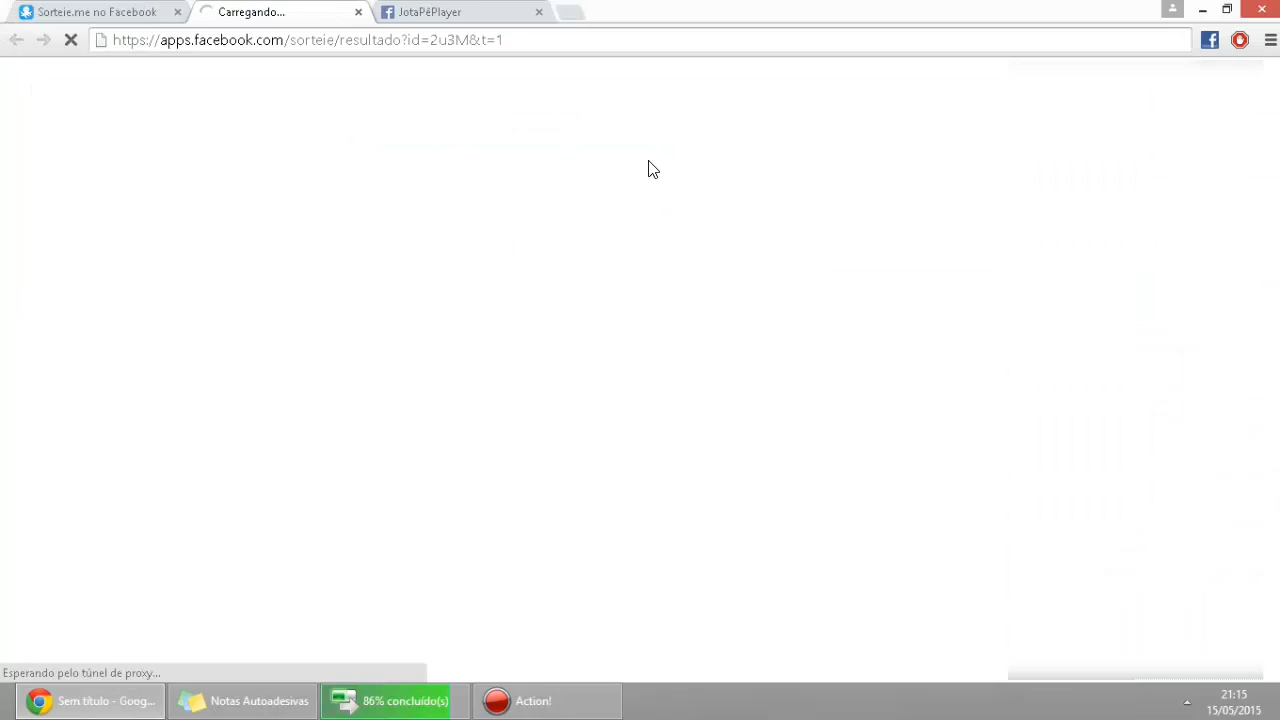 Sorteie.me no Facebook
Carregando...
JotaPêPlayer
https://apps.facebook.com/sorteie/resultado?id=2u3M&t=1
Esperando pelo túnel de proxy...
Sem título - Goog...
Notas Autoadesivas
86% concluído(s)
Action!
21:15
15/05/2015